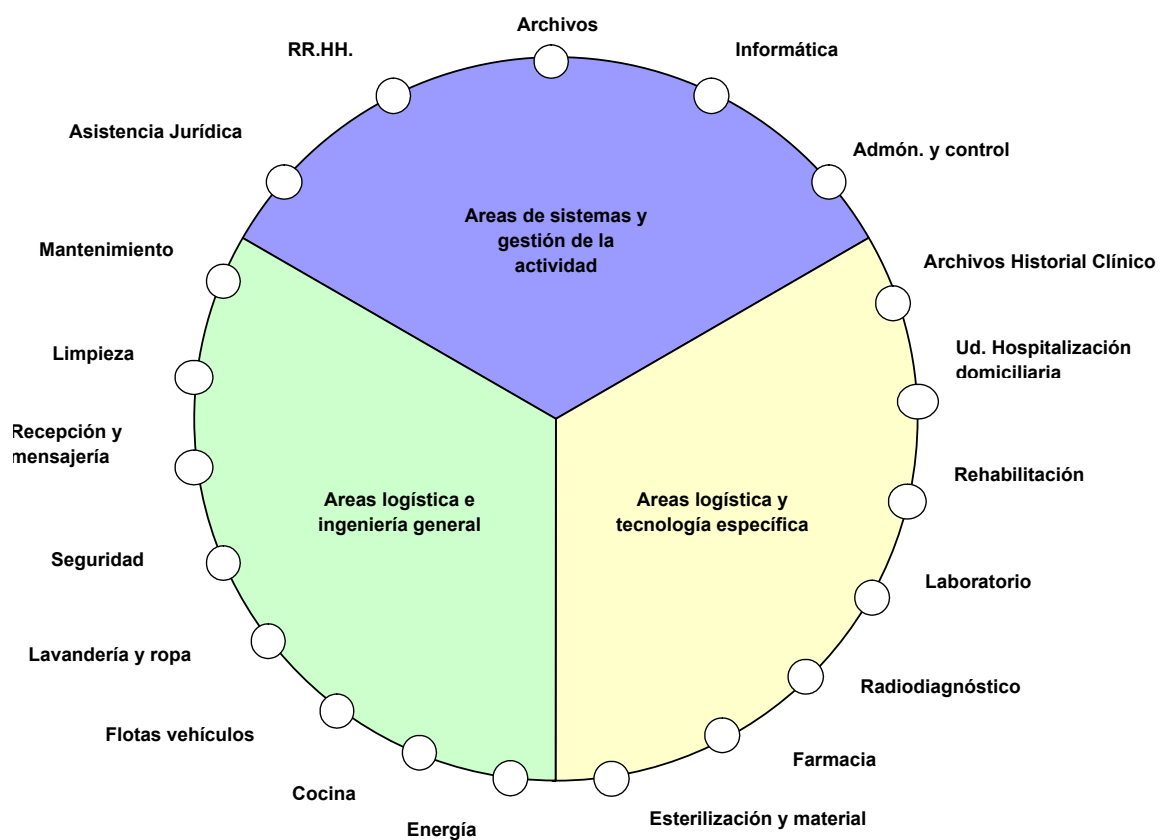 Archivos
RR.HH.
Informática
Asistencia Jurídica
Admón. y control
Areas de sistemas y
gestión de la
actividad
Mantenimiento
Archivos Historial Clínico
Limpieza
Ud. Hospitalización
domiciliaria
Recepción y
mensajería
Rehabilitación
Areas logística e
ingeniería general
Areas logística y
tecnología específica
Seguridad
Laboratorio
Lavandería y ropa
Radiodiagnóstico
Flotas vehículos
Farmacia
Cocina
Esterilización y material
Energía